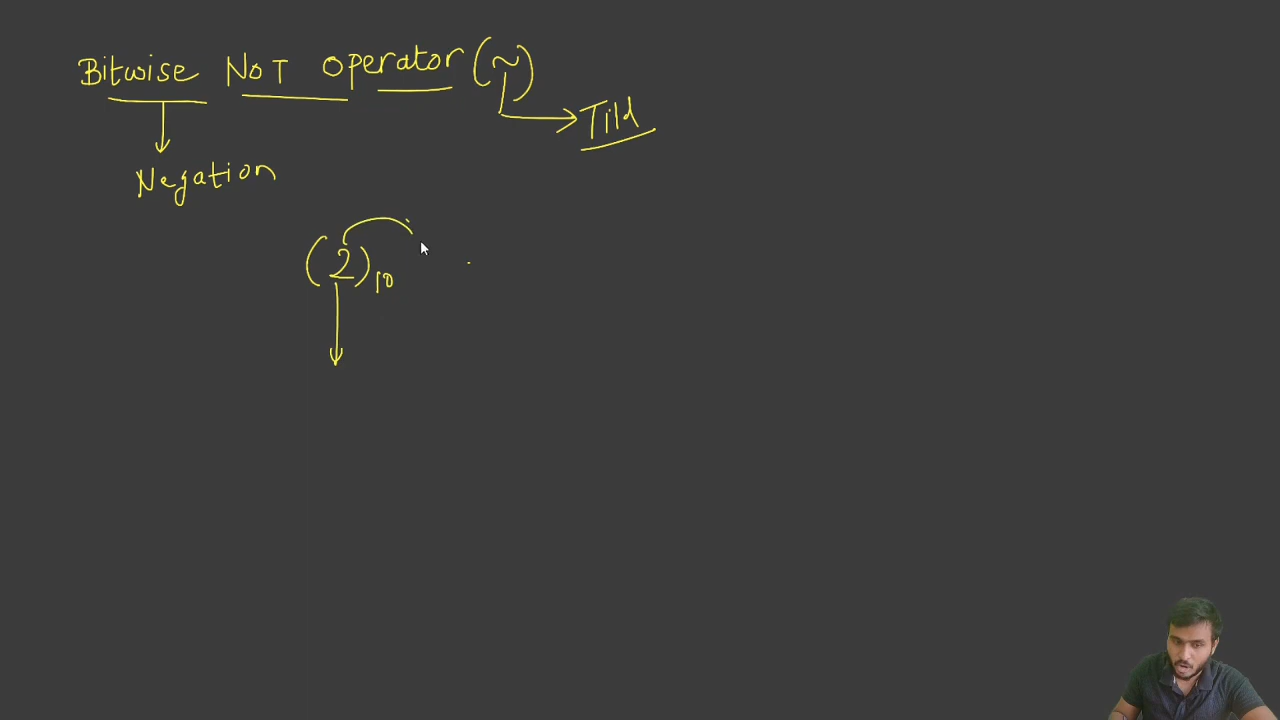 Bitwise NOT Operator (~)
Tild
Negation
(2)10